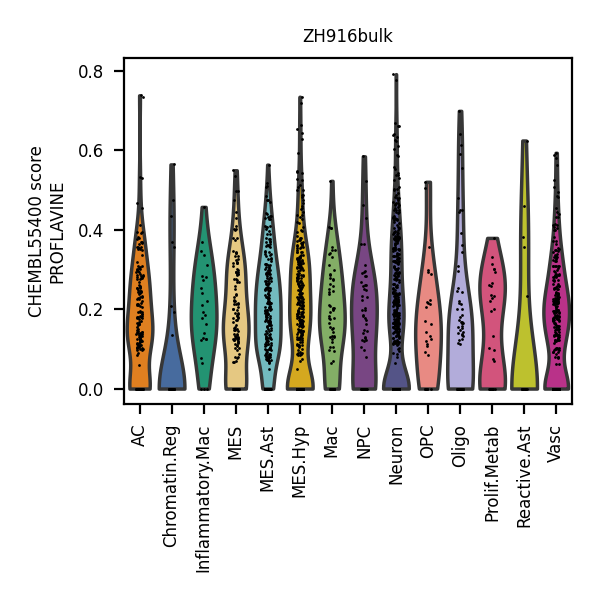 ZH916bulk
CHEMBL55400 score
PROFLAVINE
0.8
0.6
0.4
0.2
0.0
AC
Chromatin.Reg
Inflammatory.Mac
MES
MES.Ast
MES.Hyp
Mac
NPC
Neuron
OPC
Oligo
Prolif.Metab
Reactive.Ast
Vasc